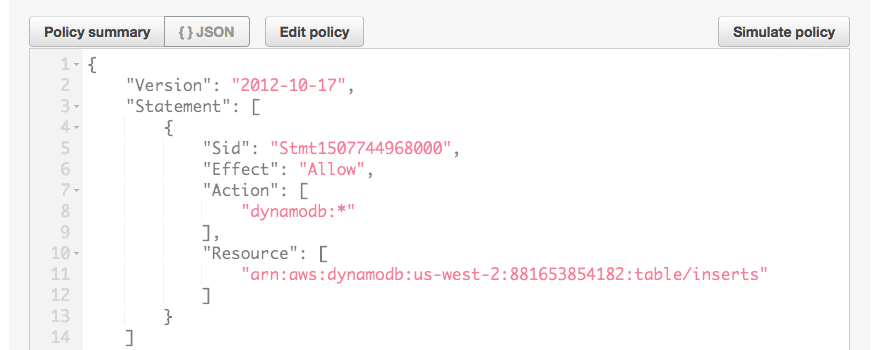 Policy summary { } JSON Edit policy Simulate policy
1 {
2 "Version": "2012-10-17",
3 "Statement": [
4 {
5 "Sid": "Stmt1507744968000",
6 "Effect": "Allow",
7 "Action": [
8 "dynamodb:*"
9 ],
10 "Resource": [
11 "arn:aws:dynamodb:us-west-2:881653854182:table/inserts"
12 ]
13 }
14 ]